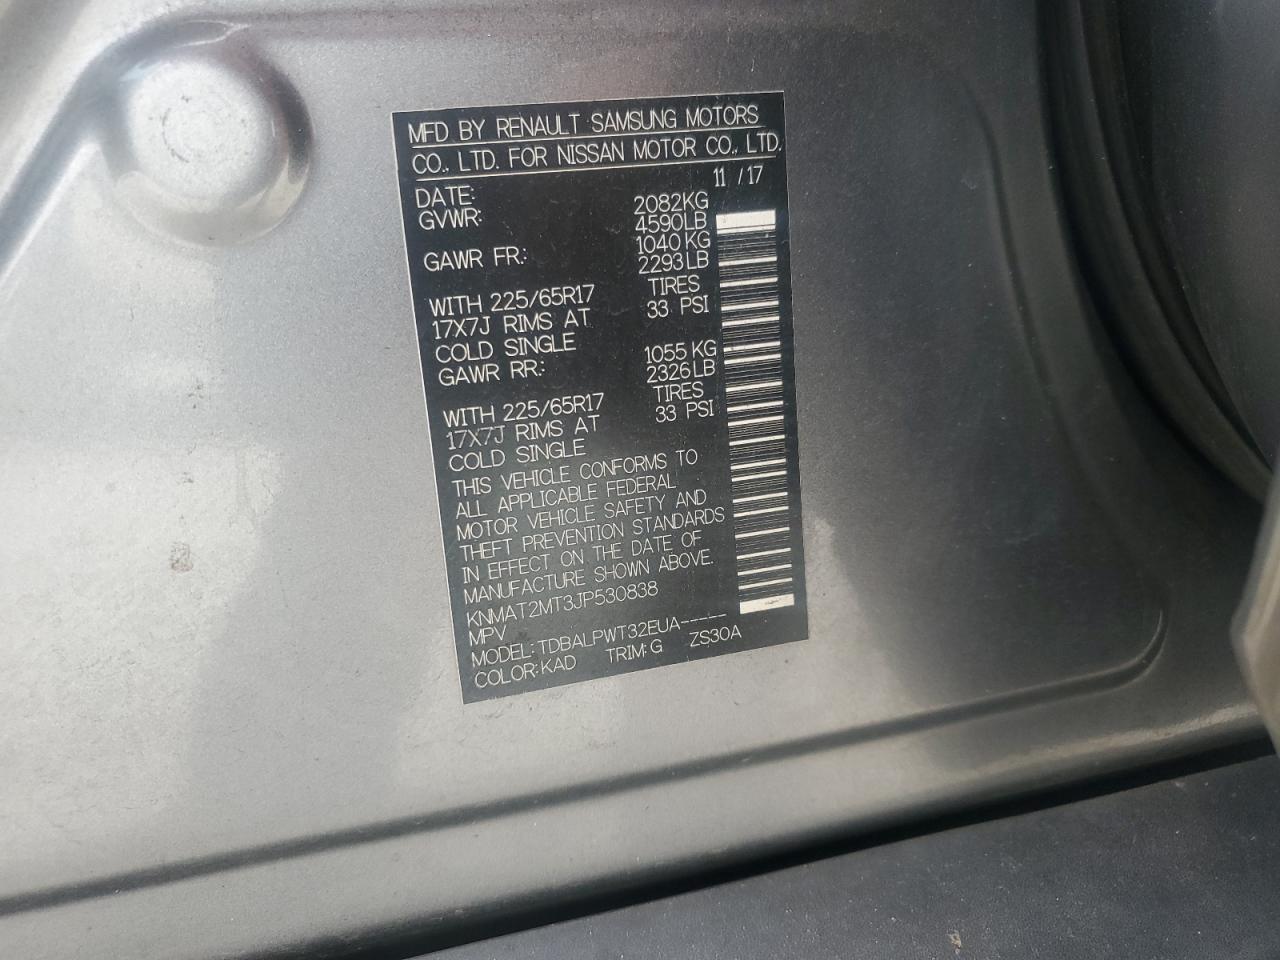 MFD BY RENAULT SAMSUNG MOTORS
CO., LTD. FOR NISSAN MOTOR CO., LTD.
DATE: 11 / 17
GVWR: 2082KG
4590LB
GAWR FR.: 1040KG
2293LB
WITH 225/65R17 TIRES
17X7J RIMS AT 33 PSI
COLD SINGLE
GAWR RR.: 1055KG
2326LB
WITH 225/65R17 TIRES
17X7J RIMS AT 33 PSI
COLD SINGLE
THIS VEHICLE CONFORMS TO
ALL APPLICABLE FEDERAL
MOTOR VEHICLE SAFETY AND
THEFT PREVENTION STANDARDS
IN EFFECT ON THE DATE OF
MANUFACTURE SHOWN ABOVE.
KNMAT2MT3JP530838
MPV
MODEL: TDBALPWT32EUA-----
COLOR: KAD TRIM: G ZS30A